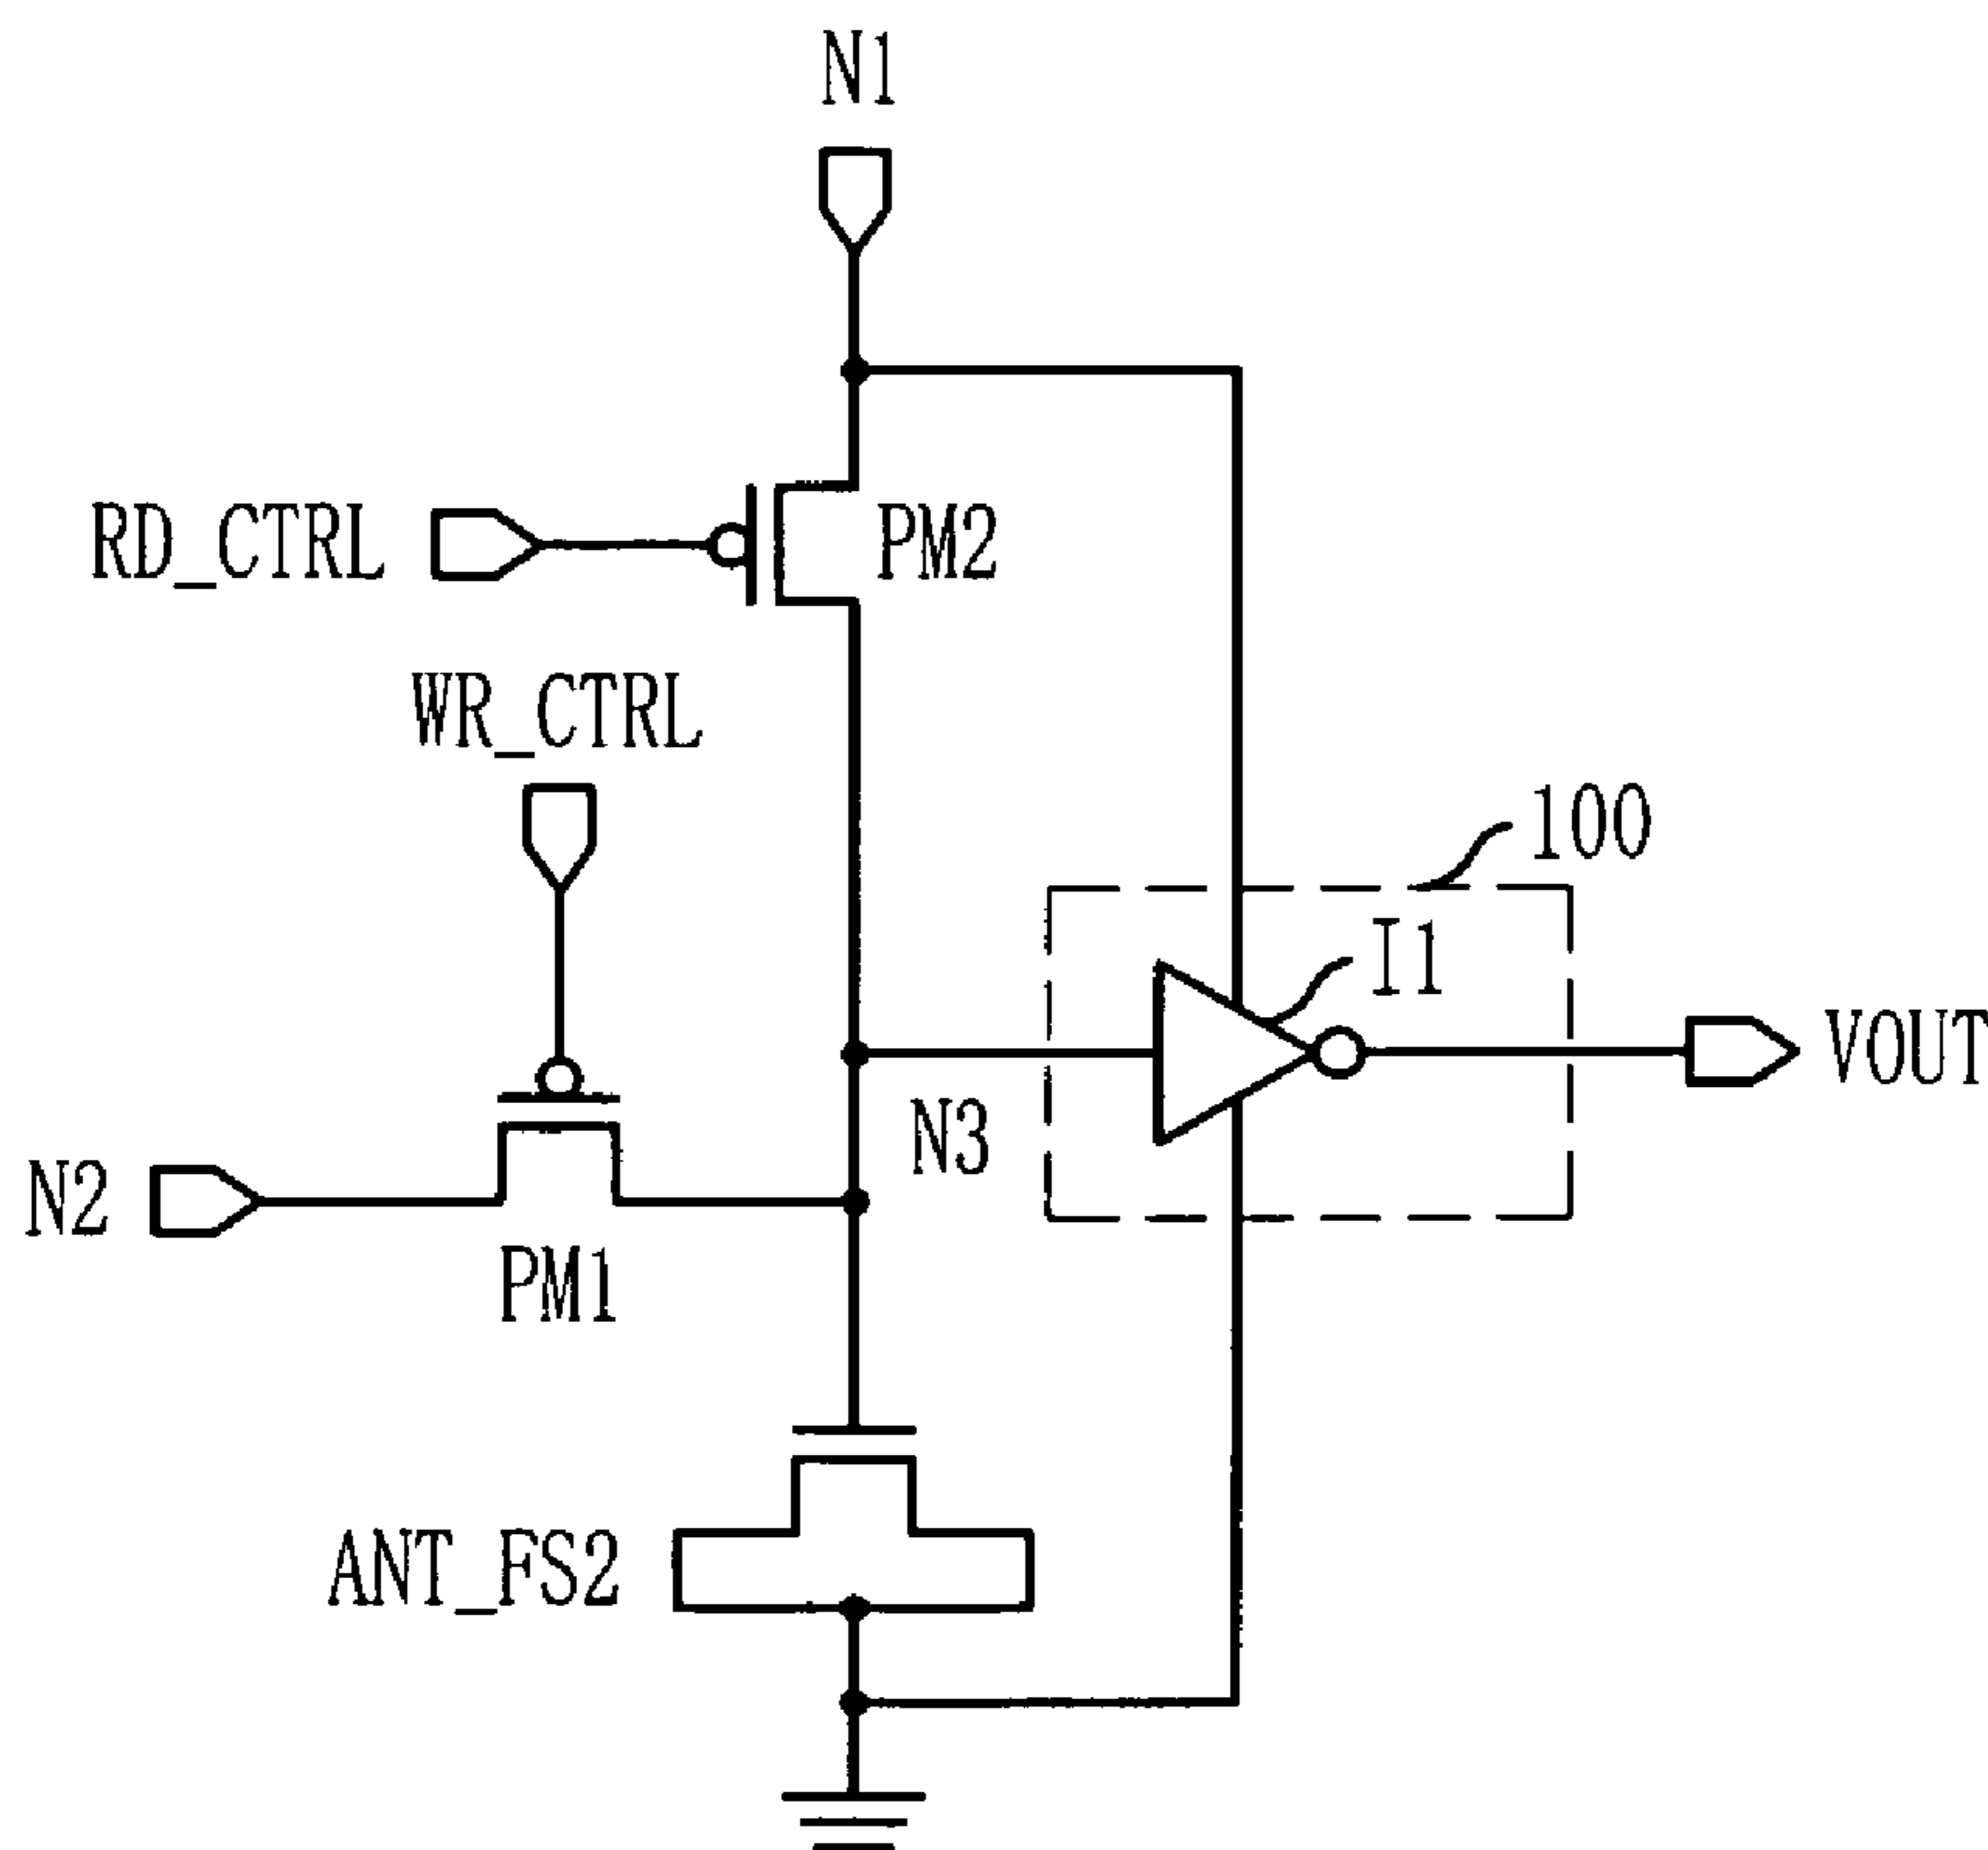 N1
RD_CTRL
PM2
WR_CTRL
100
I1
VOUT
N3
N2
PM1
ANT_FS2